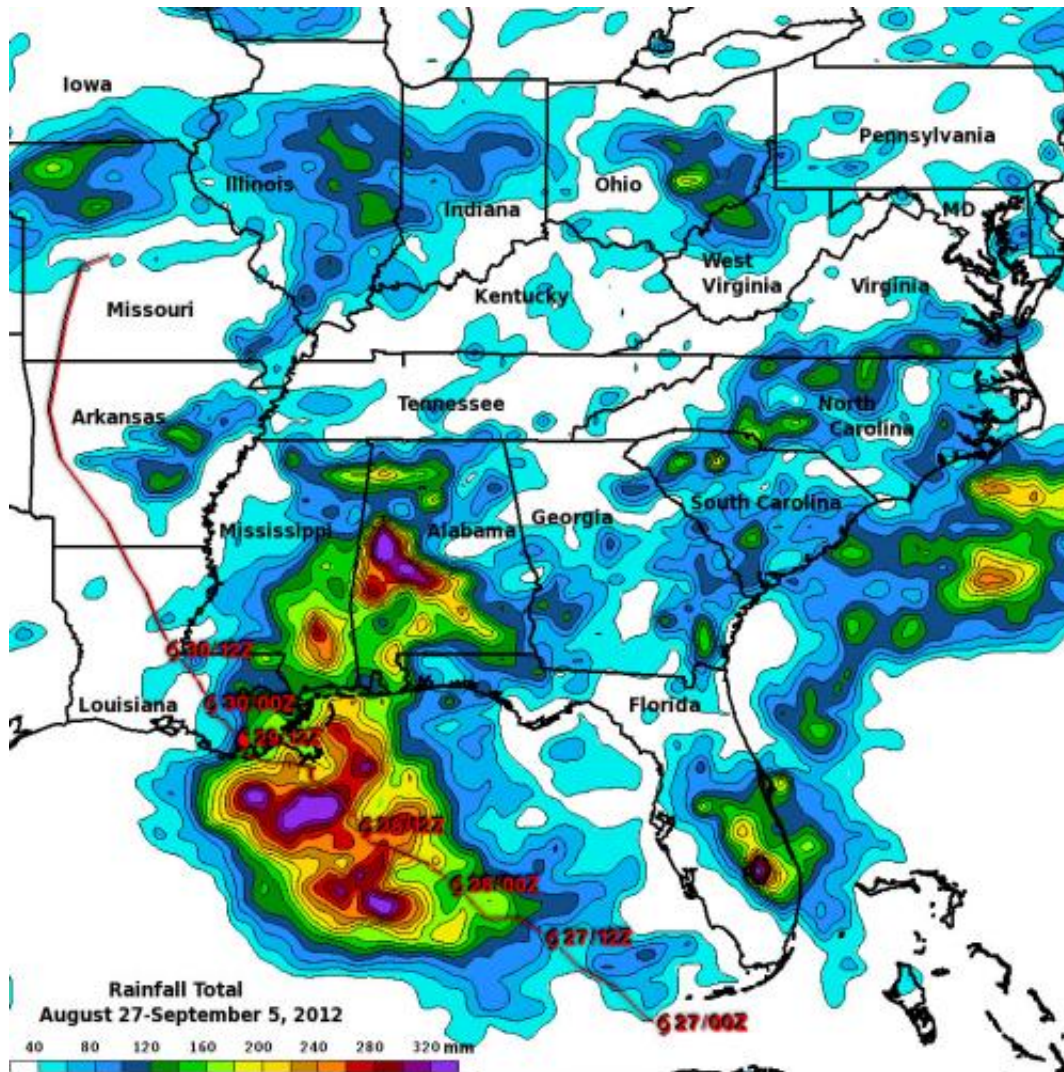 Iowa
Pennsylvania
Illinois
Ohio
Indiana
MD
West
Virginia
Virginia
Kentucky
Missouri
Arkansas
Tennessee
North
Carolina
South Carolina
Mississippi
Alabama
Georgia
30/12Z
Louisiana
30/00Z
Florida
29/12Z
28/12Z
28/00Z
27/12Z
27/00Z
Rainfall Total
August 27-September 5, 2012
40 80 120 160 200 240 280 320 mm